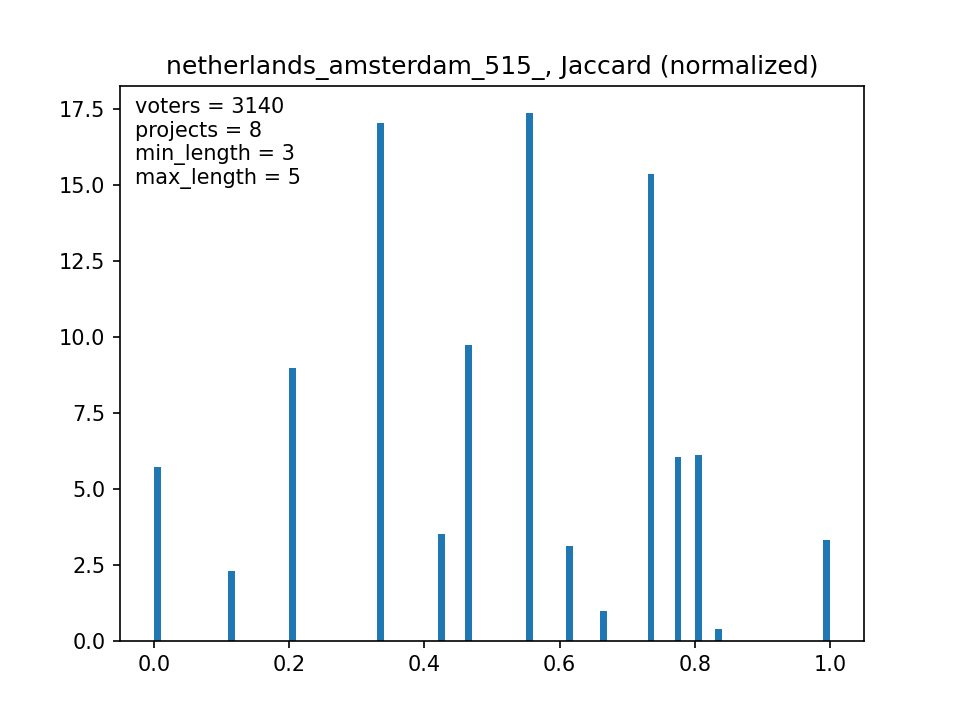 netherlands_amsterdam_515_, Jaccard (normalized)
voters = 3140
projects = 8
min_length = 3
max_length = 5
17.5
15.0
12.5
10.0
7.5
5.0
2.5
0.0
0.0 0.2 0.4 0.6 0.8 1.0